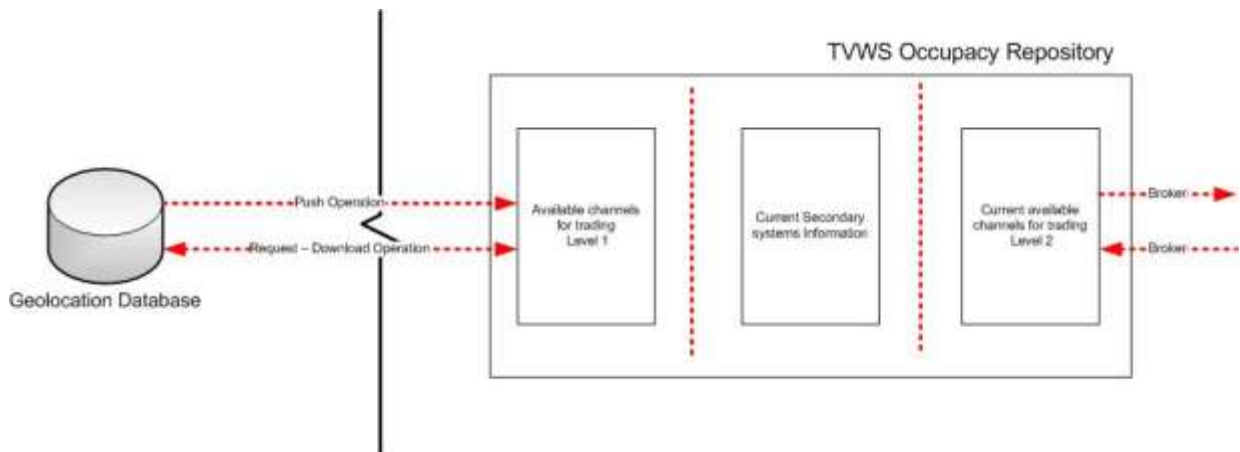 TVWS Occupacy Repository
Push Operation
Request – Download Operation
Geolocation Database
Available channels
for trading
Level 1
Current Secondary
systems Information
Current available
channels for trading
Level 2
Broker
Broker